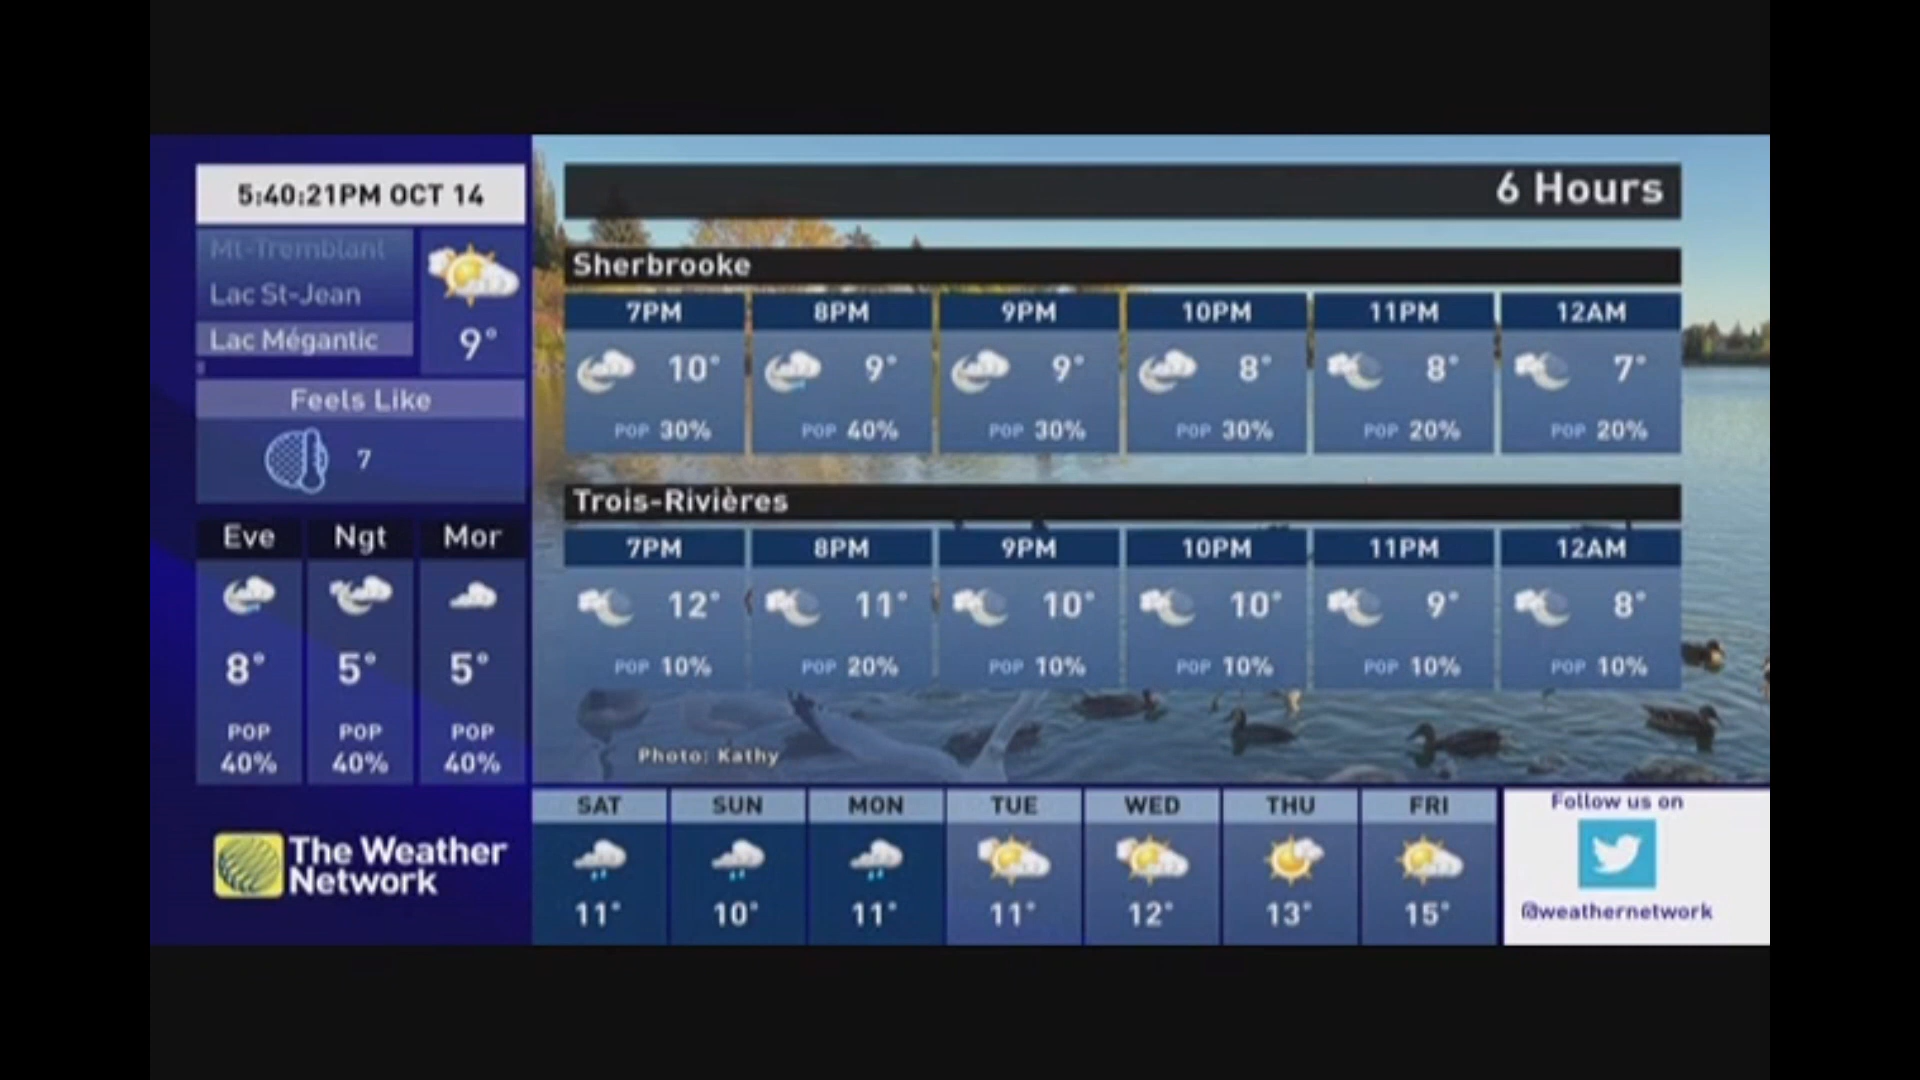 5:40:21PM OCT 14
Mt-Tremblant
Lac St-Jean
Lac Mégantic
9°
Feels Like
7
Eve Ngt Mor
8° 5° 5°
POP POP POP
40% 40% 40%
The Weather
Network
6 Hours
Sherbrooke
7PM 8PM 9PM 10PM 11PM 12AM
10° 9° 9° 8° 8° 7°
POP 30% POP 40% POP 30% POP 30% POP 20% POP 20%
Trois-Rivières
7PM 8PM 9PM 10PM 11PM 12AM
12° 11° 10° 10° 9° 8°
POP 10% POP 20% POP 10% POP 10% POP 10% POP 10%
Photo: Kathy
SAT SUN MON TUE WED THU FRI
11° 10° 11° 11° 12° 13° 15°
Follow us on
@weathernetwork